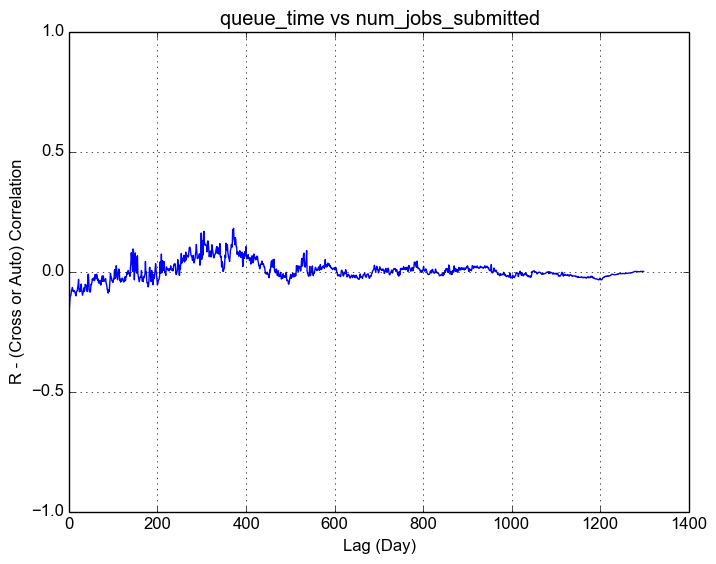 queue_time vs num_jobs_submitted
1.0
0.5
0.0
−0.5
−1.0
R - (Cross or Auto) Correlation
0 200 400 600 800 1000 1200 1400
Lag (Day)